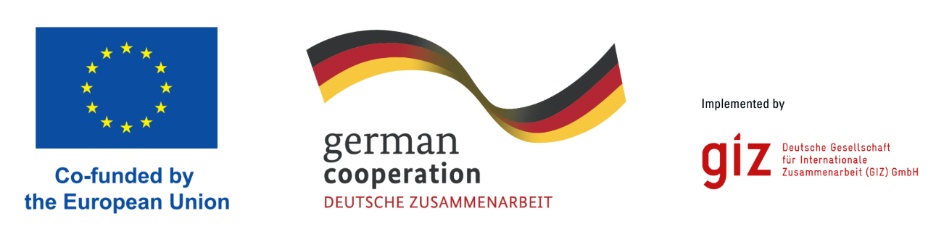 Co-funded by
the European Union
german
cooperation
DEUTSCHE ZUSAMMENARBEIT
Implemented by
giz
Deutsche Gesellschaft
für Internationale
Zusammenarbeit (GIZ) GmbH